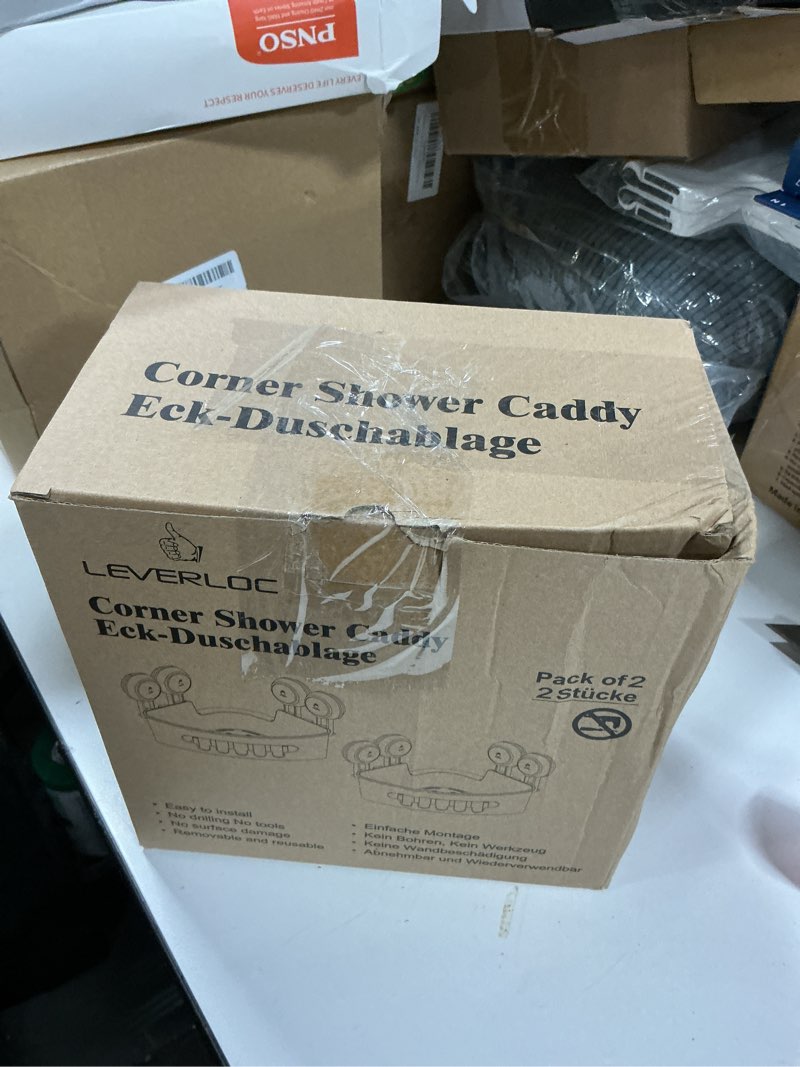 PNSO
EVERY LIFE DESERVES YOUR RESPECT
Corner Shower Caddy
Eck-Duschablage
LEVERLOC
Corner Shower Caddy
Eck-Duschablage
Pack of 2
2 Stücke
• Easy to install
• No drilling No tools
• No surface damage
• Removable and reusable
• Einfache Montage
• Kein Bohren, Kein Werkzeug
• Keine Wandbeschädigung
• Abnehmbar und Wiederverwendbar
Made